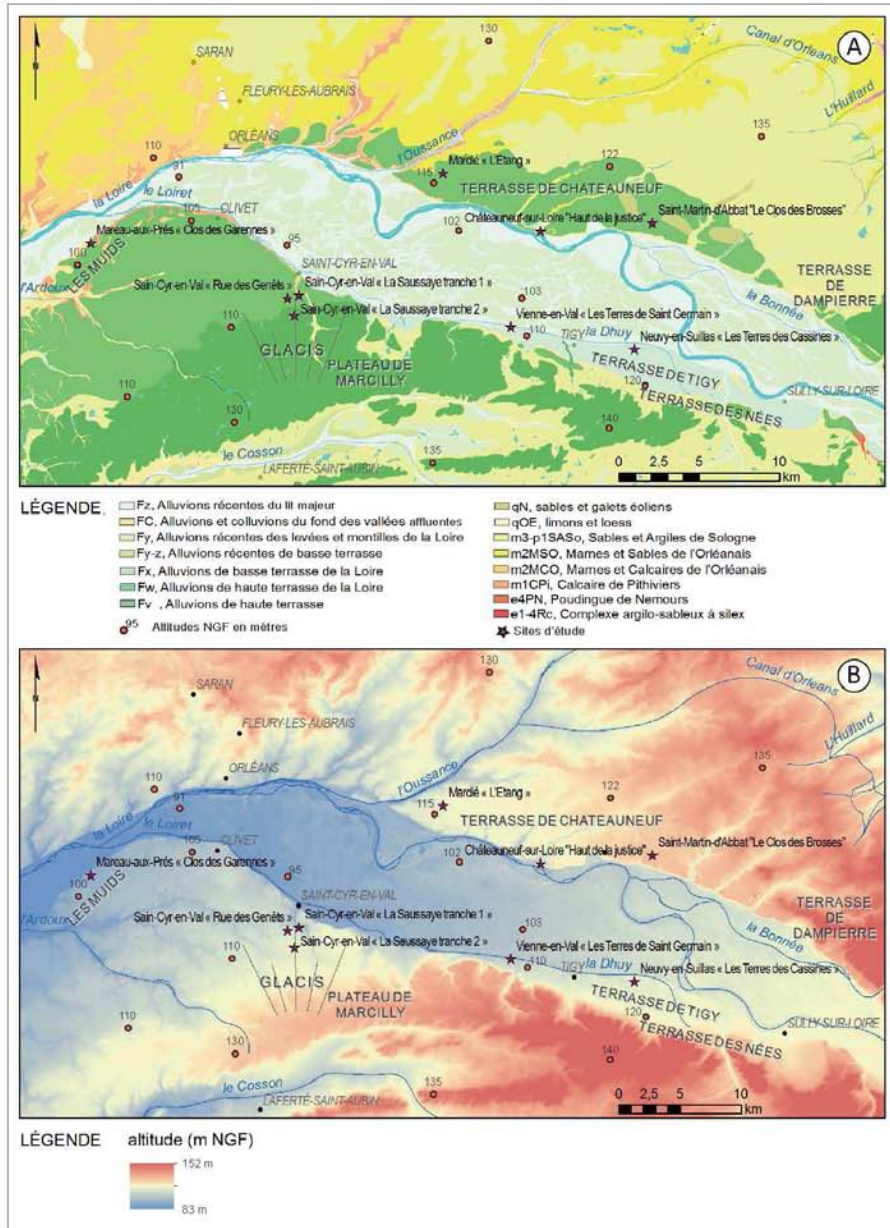 A
N
130
SARAN
Canal d'Orleans
FLEURY-LES-AUBRAIS
L'Huillard
135
ORLÉANS
l'Oussance
110
122
Mardié « L'Etang »
91
115
TERRASSE DE CHATEAUNEUF
la Loire
le Loiret
OLIVET
105
102
Châteauneuf-sur-Loire "Haut de la justice"
Saint-Martin-d'Abbat "Le Clos des Brosses"
Mareau-aux-Prés « Clos des Garennes »
95
100
LES MUIDS
SAINT-CYR-EN-VAL
l'Ardoux
Sain-Cyr-en-Val « Rue des Genêts »
Sain-Cyr-en-Val « La Saussaye tranche 1 »
TERRASSE
DE
DAMPIERRE
103
la Bonnée
Sain-Cyr-en-Val « La Saussaye tranche 2 »
Vienne-en-Val « Les Terres de Saint Germain »
110
110
TIGY
la Dhuy
Neuvy-en-Suillas « Les Terres des Cassines »
GLACIS
PLATEAU DE
MARCILLY
TERRASSE DE TIGY
120
SULLY-SUR-LOIRE
110
TERRASSE DES NÉES
130
140
le Cosson
135
LAFERTÉ-SAINT-AUBIN
0 2,5 5 10
km
LÉGENDE
Fz, Alluvions récentes du lit majeur
FC, Alluvions et colluvions du fond des vallées affluentes
Fy, Alluvions récentes des levées et montilles de la Loire
Fy-z, Alluvions récentes de basse terrasse
Fx, Alluvions de basse terrasse de la Loire
Fw, Alluvions de haute terrasse de la Loire
Fv , Alluvions de haute terrasse
95 Altitudes NGF en mètres
qN, sables et galets éoliens
qOE, limons et loess
m3-p1SASo, Sables et Argiles de Sologne
m2MSO, Marnes et Sables de l'Orléanais
m2MCO, Marnes et Calcaires de l'Orléanais
m1CPi, Calcaire de Pithiviers
e4PN, Poudingue de Nemours
e1-4Rc, Complexe argilo-sableux à silex
Sites d'étude
B
N
130
SARAN
Canal d'Orleans
FLEURY-LES-AUBRAIS
L'Huillard
135
ORLÉANS
l'Oussance
110
122
Mardié « L'Etang »
91
115
TERRASSE DE CHATEAUNEUF
la Loire
le Loiret
105
OLIVET
102
Châteauneuf-sur-Loire "Haut de la justice"
Saint-Martin-d'Abbat "Le Clos des Brosses"
Mareau-aux-Prés « Clos des Garennes »
95
100
LES MUIDS
SAINT-CYR-EN-VAL
l'Ardoux
Sain-Cyr-en-Val « Rue des Genêts »
Sain-Cyr-en-Val « La Saussaye tranche 1 »
TERRASSE
DE
DAMPIERRE
103
la Bonnée
Sain-Cyr-en-Val « La Saussaye tranche 2 »
Vienne-en-Val « Les Terres de Saint Germain »
110
110
TIGY
la Dhuy
Neuvy-en-Suillas « Les Terres des Cassines »
GLACIS
PLATEAU DE
MARCILLY
TERRASSE DE TIGY
120
SULLY-SUR-LOIRE
110
TERRASSE DES NÉES
130
140
le Cosson
135
LAFERTÉ-SAINT-AUBIN
0 2,5 5 10
km
LÉGENDE altitude (m NGF)
152 m
83 m